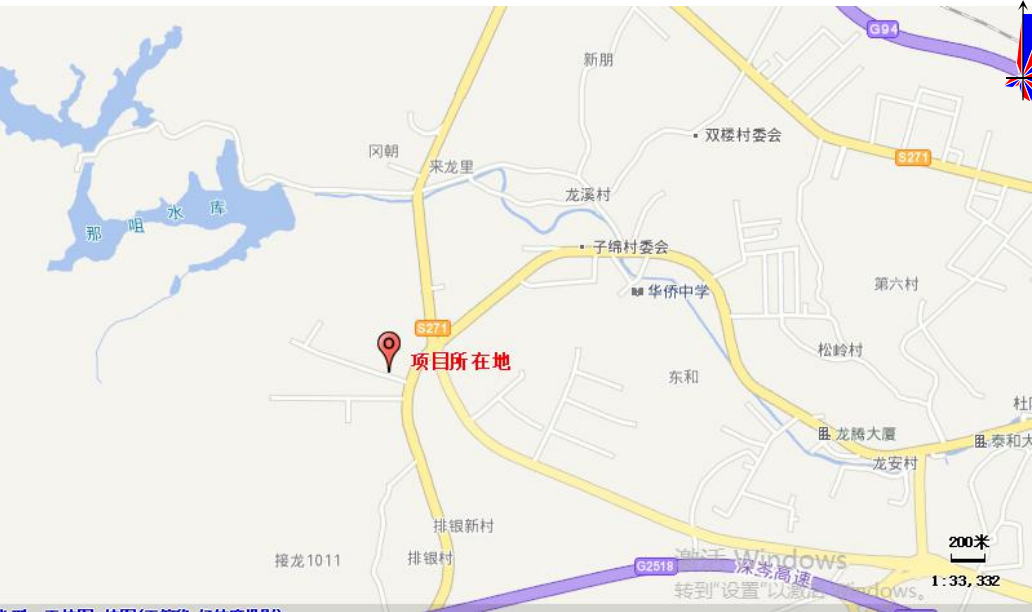 G94
新朋
双楼村委会
S271
冈朝
来龙里
龙溪村
那咀水库
子绵村委会
第六村
华侨中学
S271
项目所在地
松岭村
东和
龙腾大厦
泰和大
龙安村
排银新村
200米
接龙1011
排银村
G2518
深岑高速
激活 Windows
1:33,332
转到"设置"以激活 Windows。